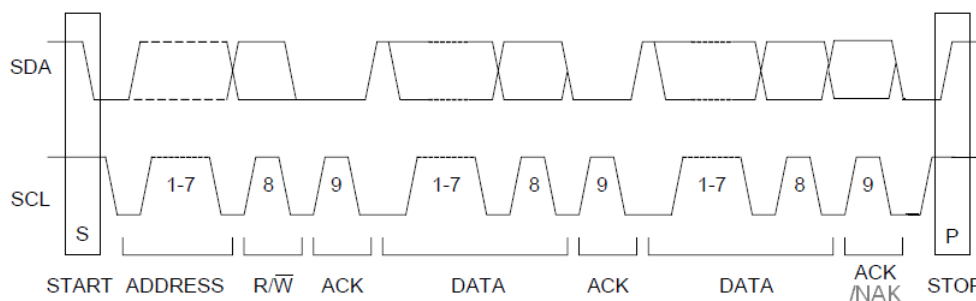 SDA
SCL
1-7 8 9 1-7 8 9 1-7 8 9
S P
START ADDRESS R/W̅ ACK DATA ACK DATA ACK
/NAK STOP